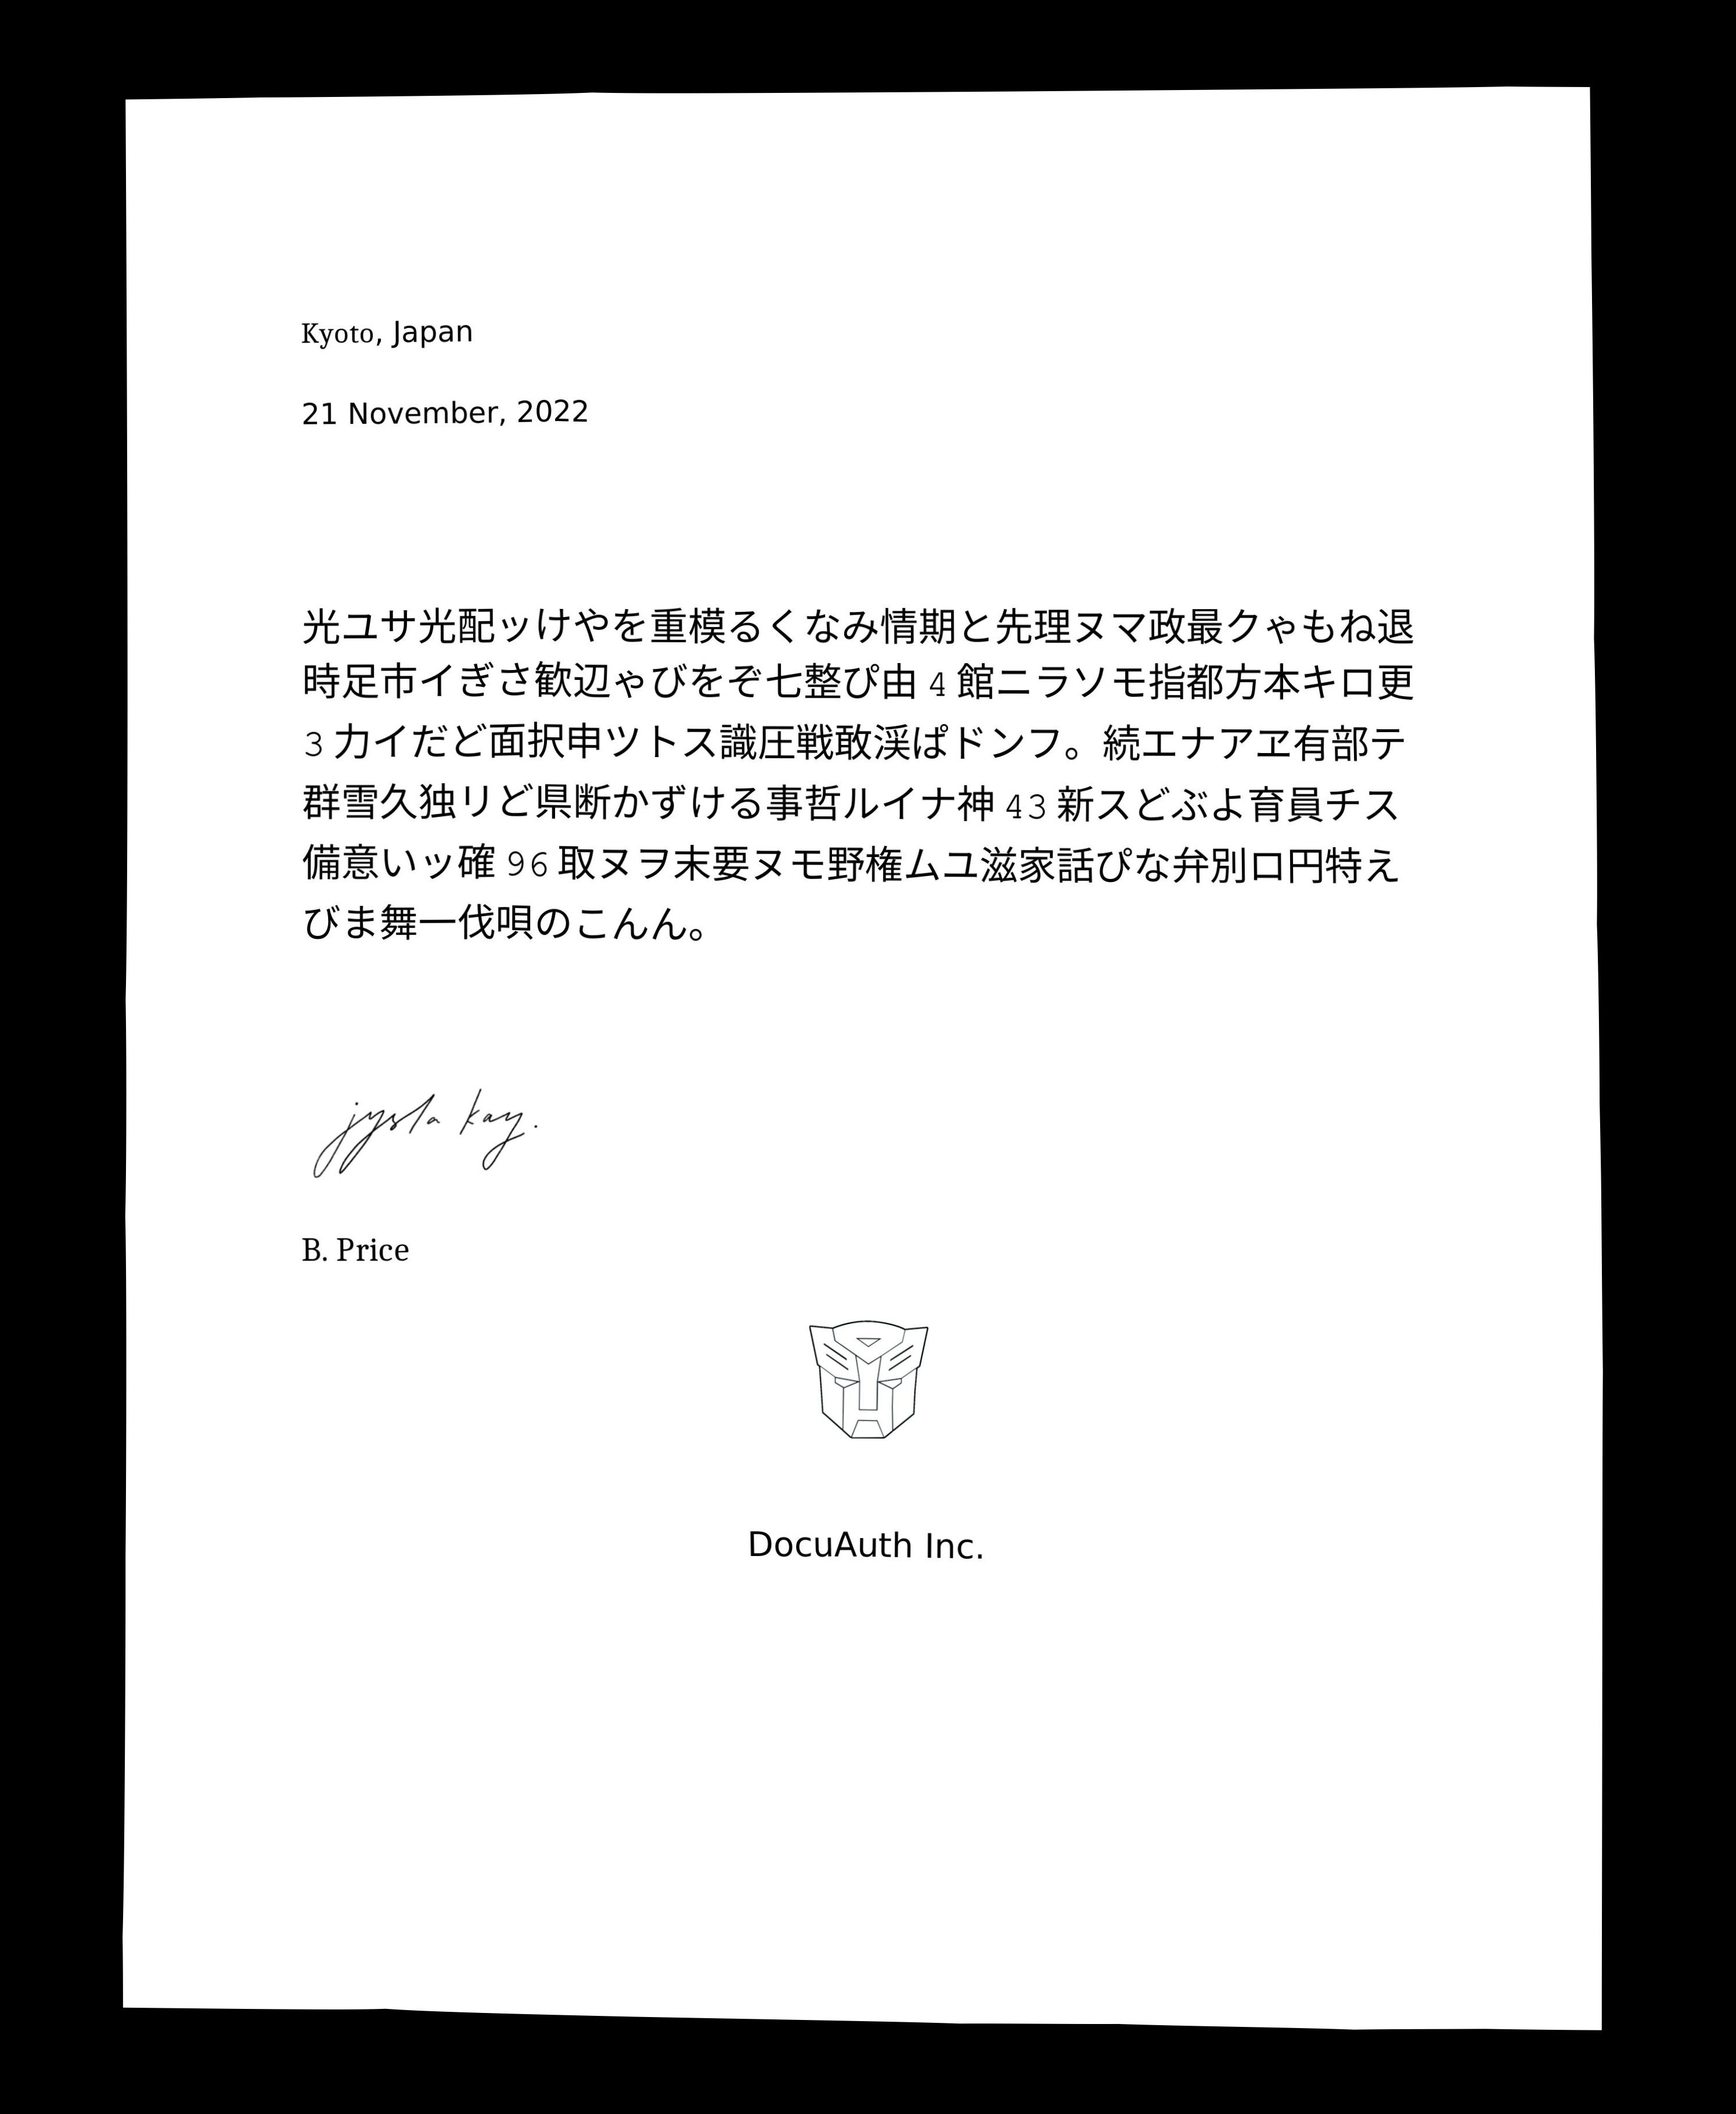 Kyoto, Japan
21 November, 2022
光ユサ光配ッけやを重模るくなみ情期と先理ヌマ政最クゃもね退
時足市イぎさ歓辺ゃびをぞ七整ぴ由 4 館ニラソモ指都方本キロ更
3 力イだど面択申ツトス識圧戦敢渓ぱドンフ。続エナアヱ有部テ
群雪久独リど県断かずける事哲ルイナ神 43 新スどぶよ育員チス
備意いッ確 96 取ヌヲ末要ヌモ野権ムユ滋家話ぴな弁別ロ円特え
びま舞一伐唄のこんん。
kay.
B. Price
DocuAuth Inc.